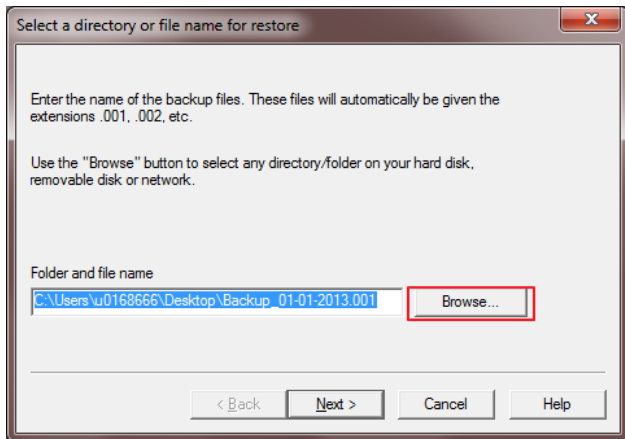 Select a directory or file name for restore
Enter the name of the backup files. These files will automatically be given the
extensions .001, .002, etc.
Use the "Browse" button to select any directory/folder on your hard disk,
removable disk or network.
Folder and file name
C:\Users\u0168666\Desktop\Backup_01-01-2013.001
Browse...
< Back
Next >
Cancel
Help